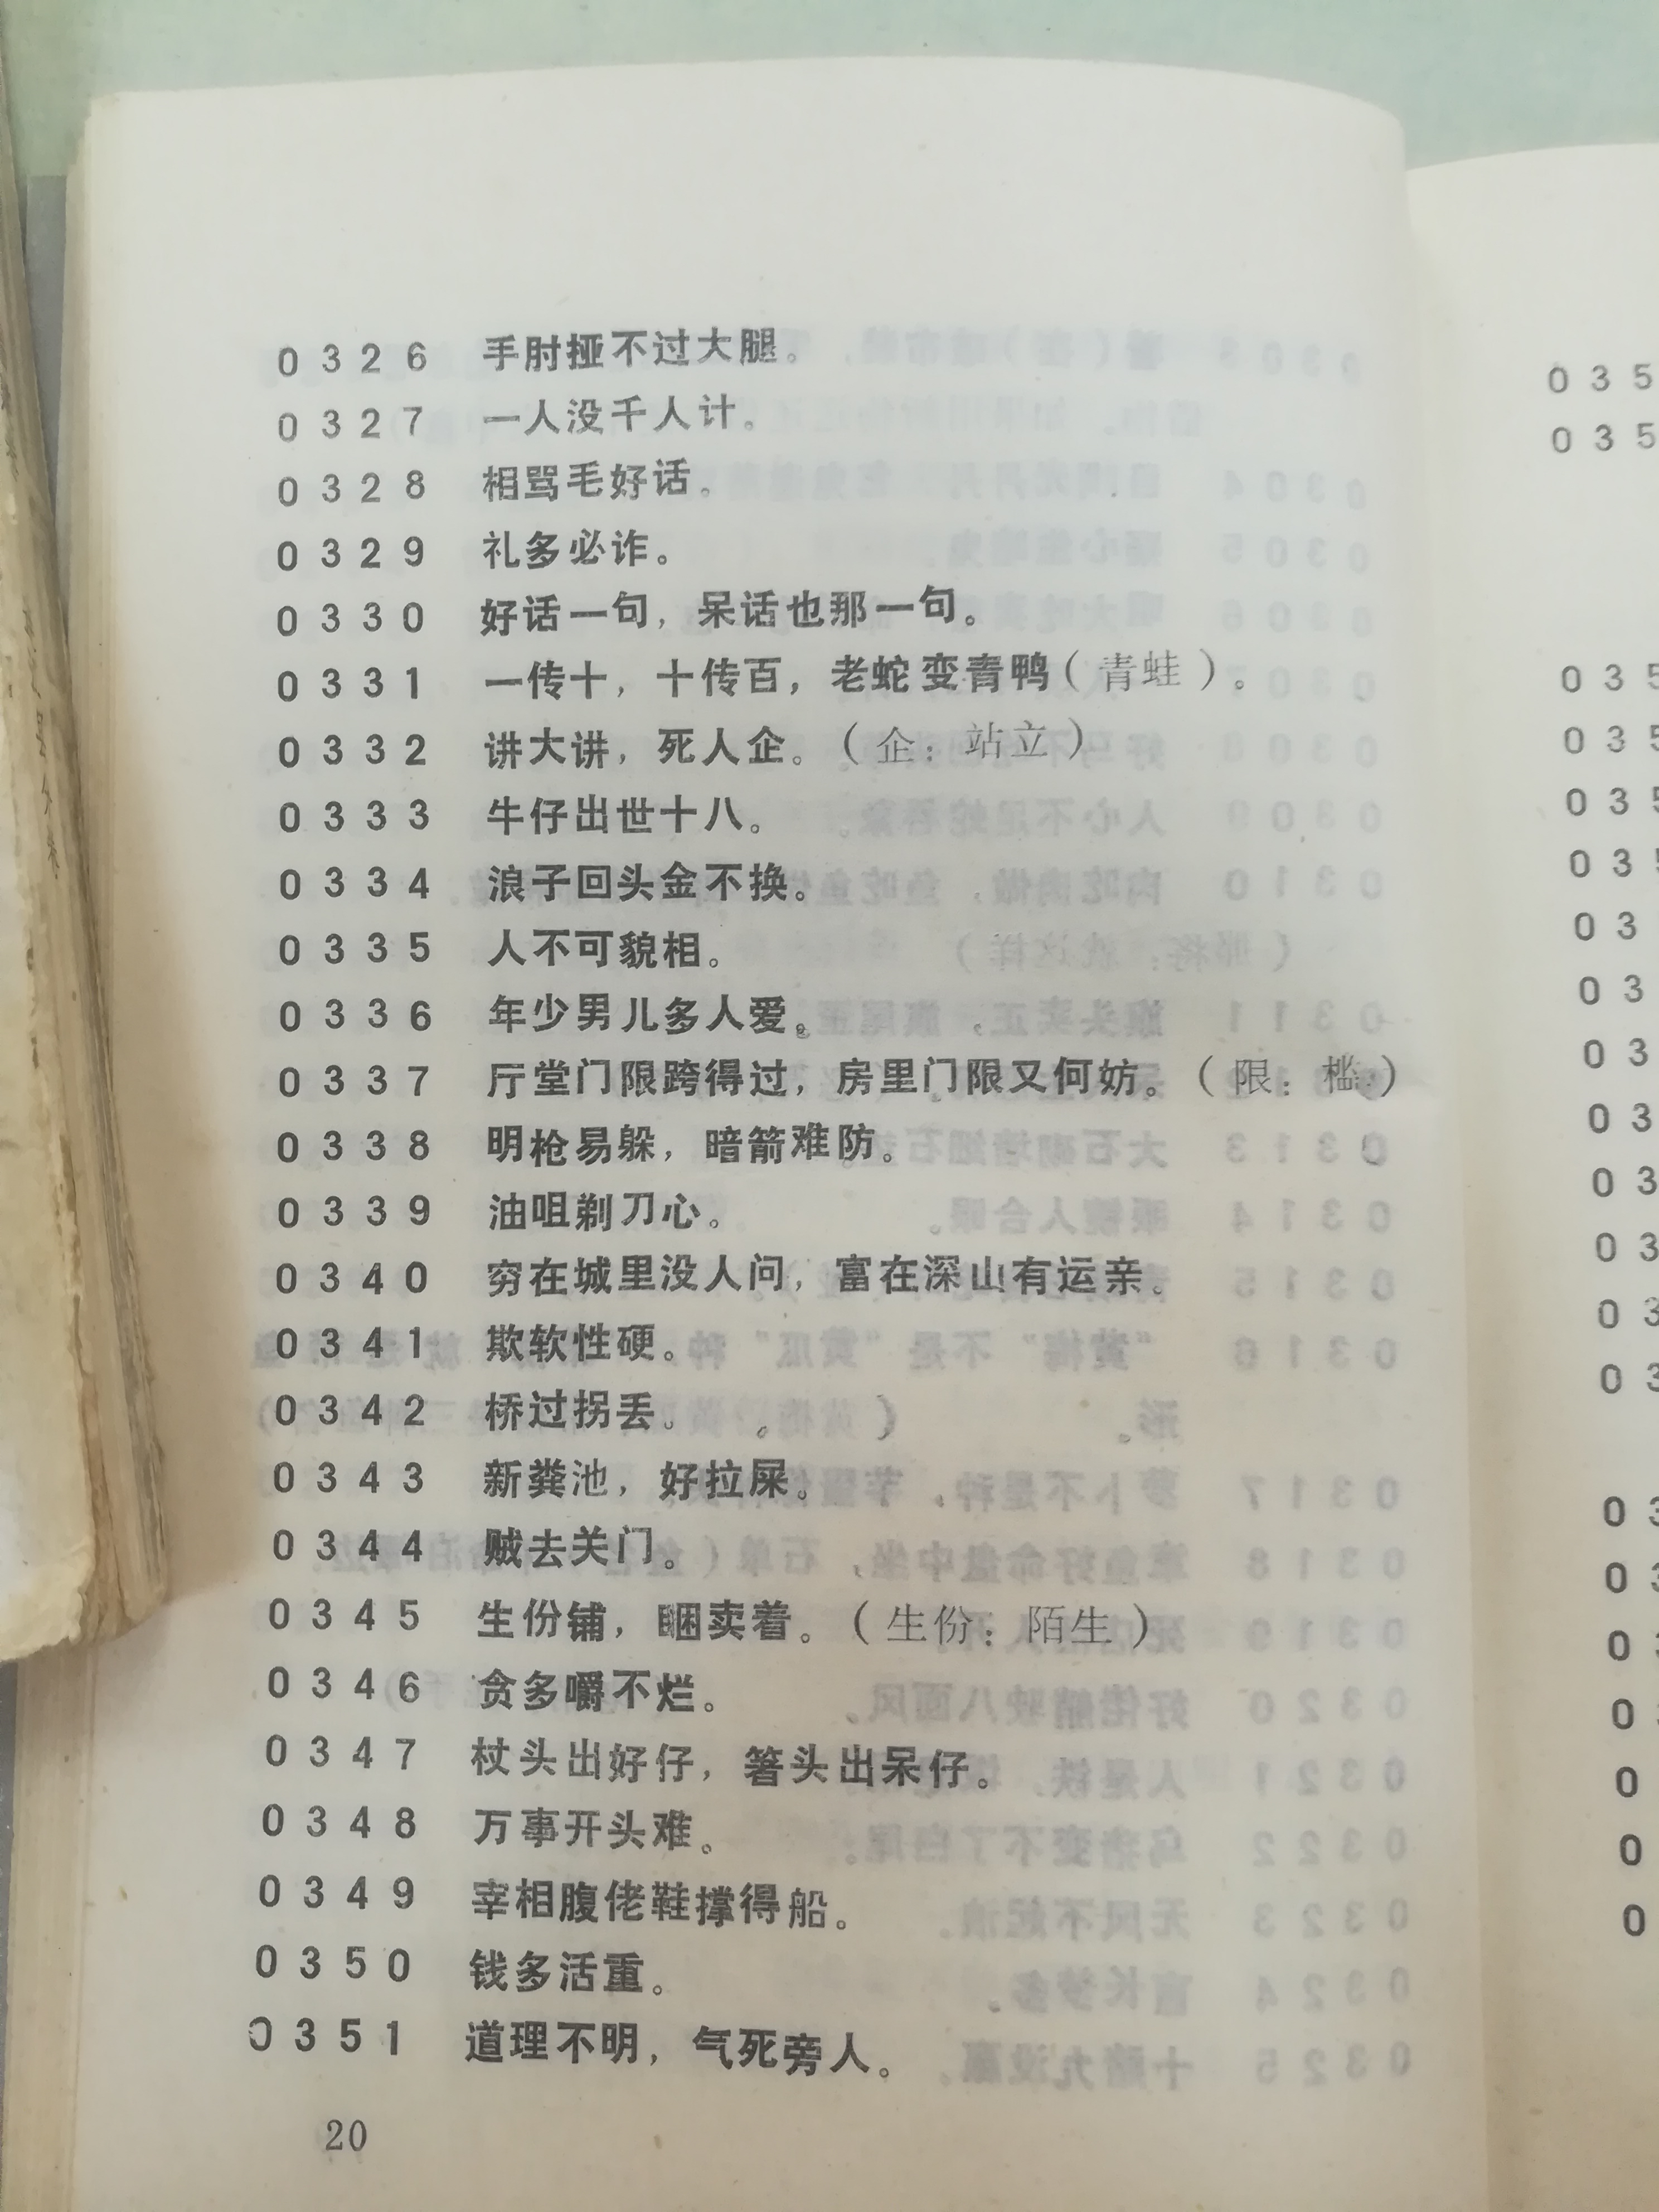 0326 手肘挜不过大腿。
0327 一人没千人计。
0328 相骂毛好话。
0329 礼多必诈。
0330 好话一句，呆话也那一句。
0331 一传十，十传百，老蛇变青鸭（青蛙）。
0332 讲大讲，死人企。（企：站立）
0333 牛仔出世十八。
0334 浪子回头金不换。
0335 人不可貌相。
0336 年少男儿多人爱。
0337 厅堂门限跨得过，房里门限又何妨。（限：槛）
0338 明枪易躲，暗箭难防。
0339 油咀剃刀心。
0340 穷在城里没人问，富在深山有运亲。
0341 欺软性硬。
0342 桥过拐丢。
0343 新粪池，好拉屎。
0344 贼去关门。
0345 生份铺，睏卖着。（生份：陌生）
0346 贪多嚼不烂。
0347 杖头出好仔，箸头出呆仔。
0348 万事开头难。
0349 宰相腹佬鞋撑得船。
0350 钱多活重。
0351 道理不明，气死旁人。
20